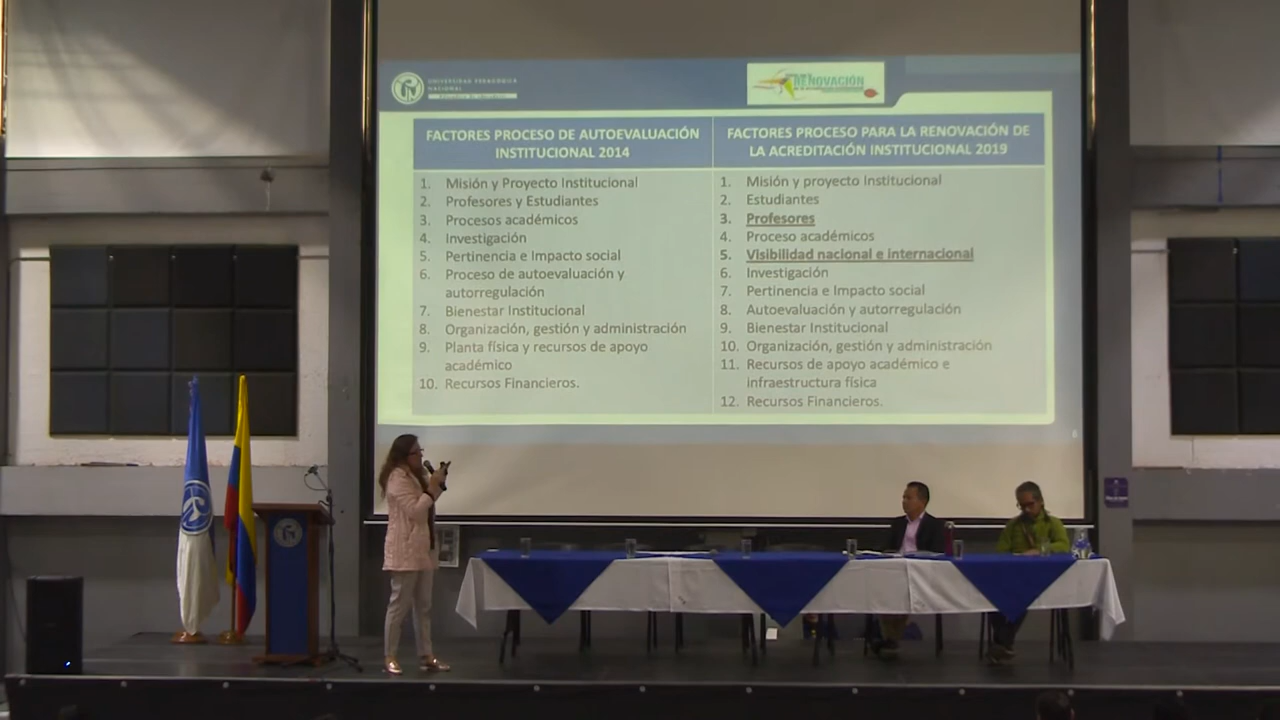 UNIVERSIDAD PEDAGÓGICA
NACIONAL
RENOVACIÓN
FACTORES PROCESO DE AUTOEVALUACIÓN
INSTITUCIONAL 2014
1. Misión y Proyecto Institucional
2. Profesores y Estudiantes
3. Procesos académicos
4. Investigación
5. Pertinencia e Impacto social
6. Proceso de autoevaluación y
autorregulación
7. Bienestar Institucional
8. Organización, gestión y administración
9. Planta física y recursos de apoyo
académico
10. Recursos Financieros.
FACTORES PROCESO PARA LA RENOVACIÓN DE
LA ACREDITACIÓN INSTITUCIONAL 2019
1. Misión y proyecto Institucional
2. Estudiantes
3. Profesores
4. Proceso académicos
5. Visibilidad nacional e internacional
6. Investigación
7. Pertinencia e Impacto social
8. Autoevaluación y autorregulación
9. Bienestar Institucional
10. Organización, gestión y administración
11. Recursos de apoyo académico e
infraestructura física
12. Recursos Financieros.